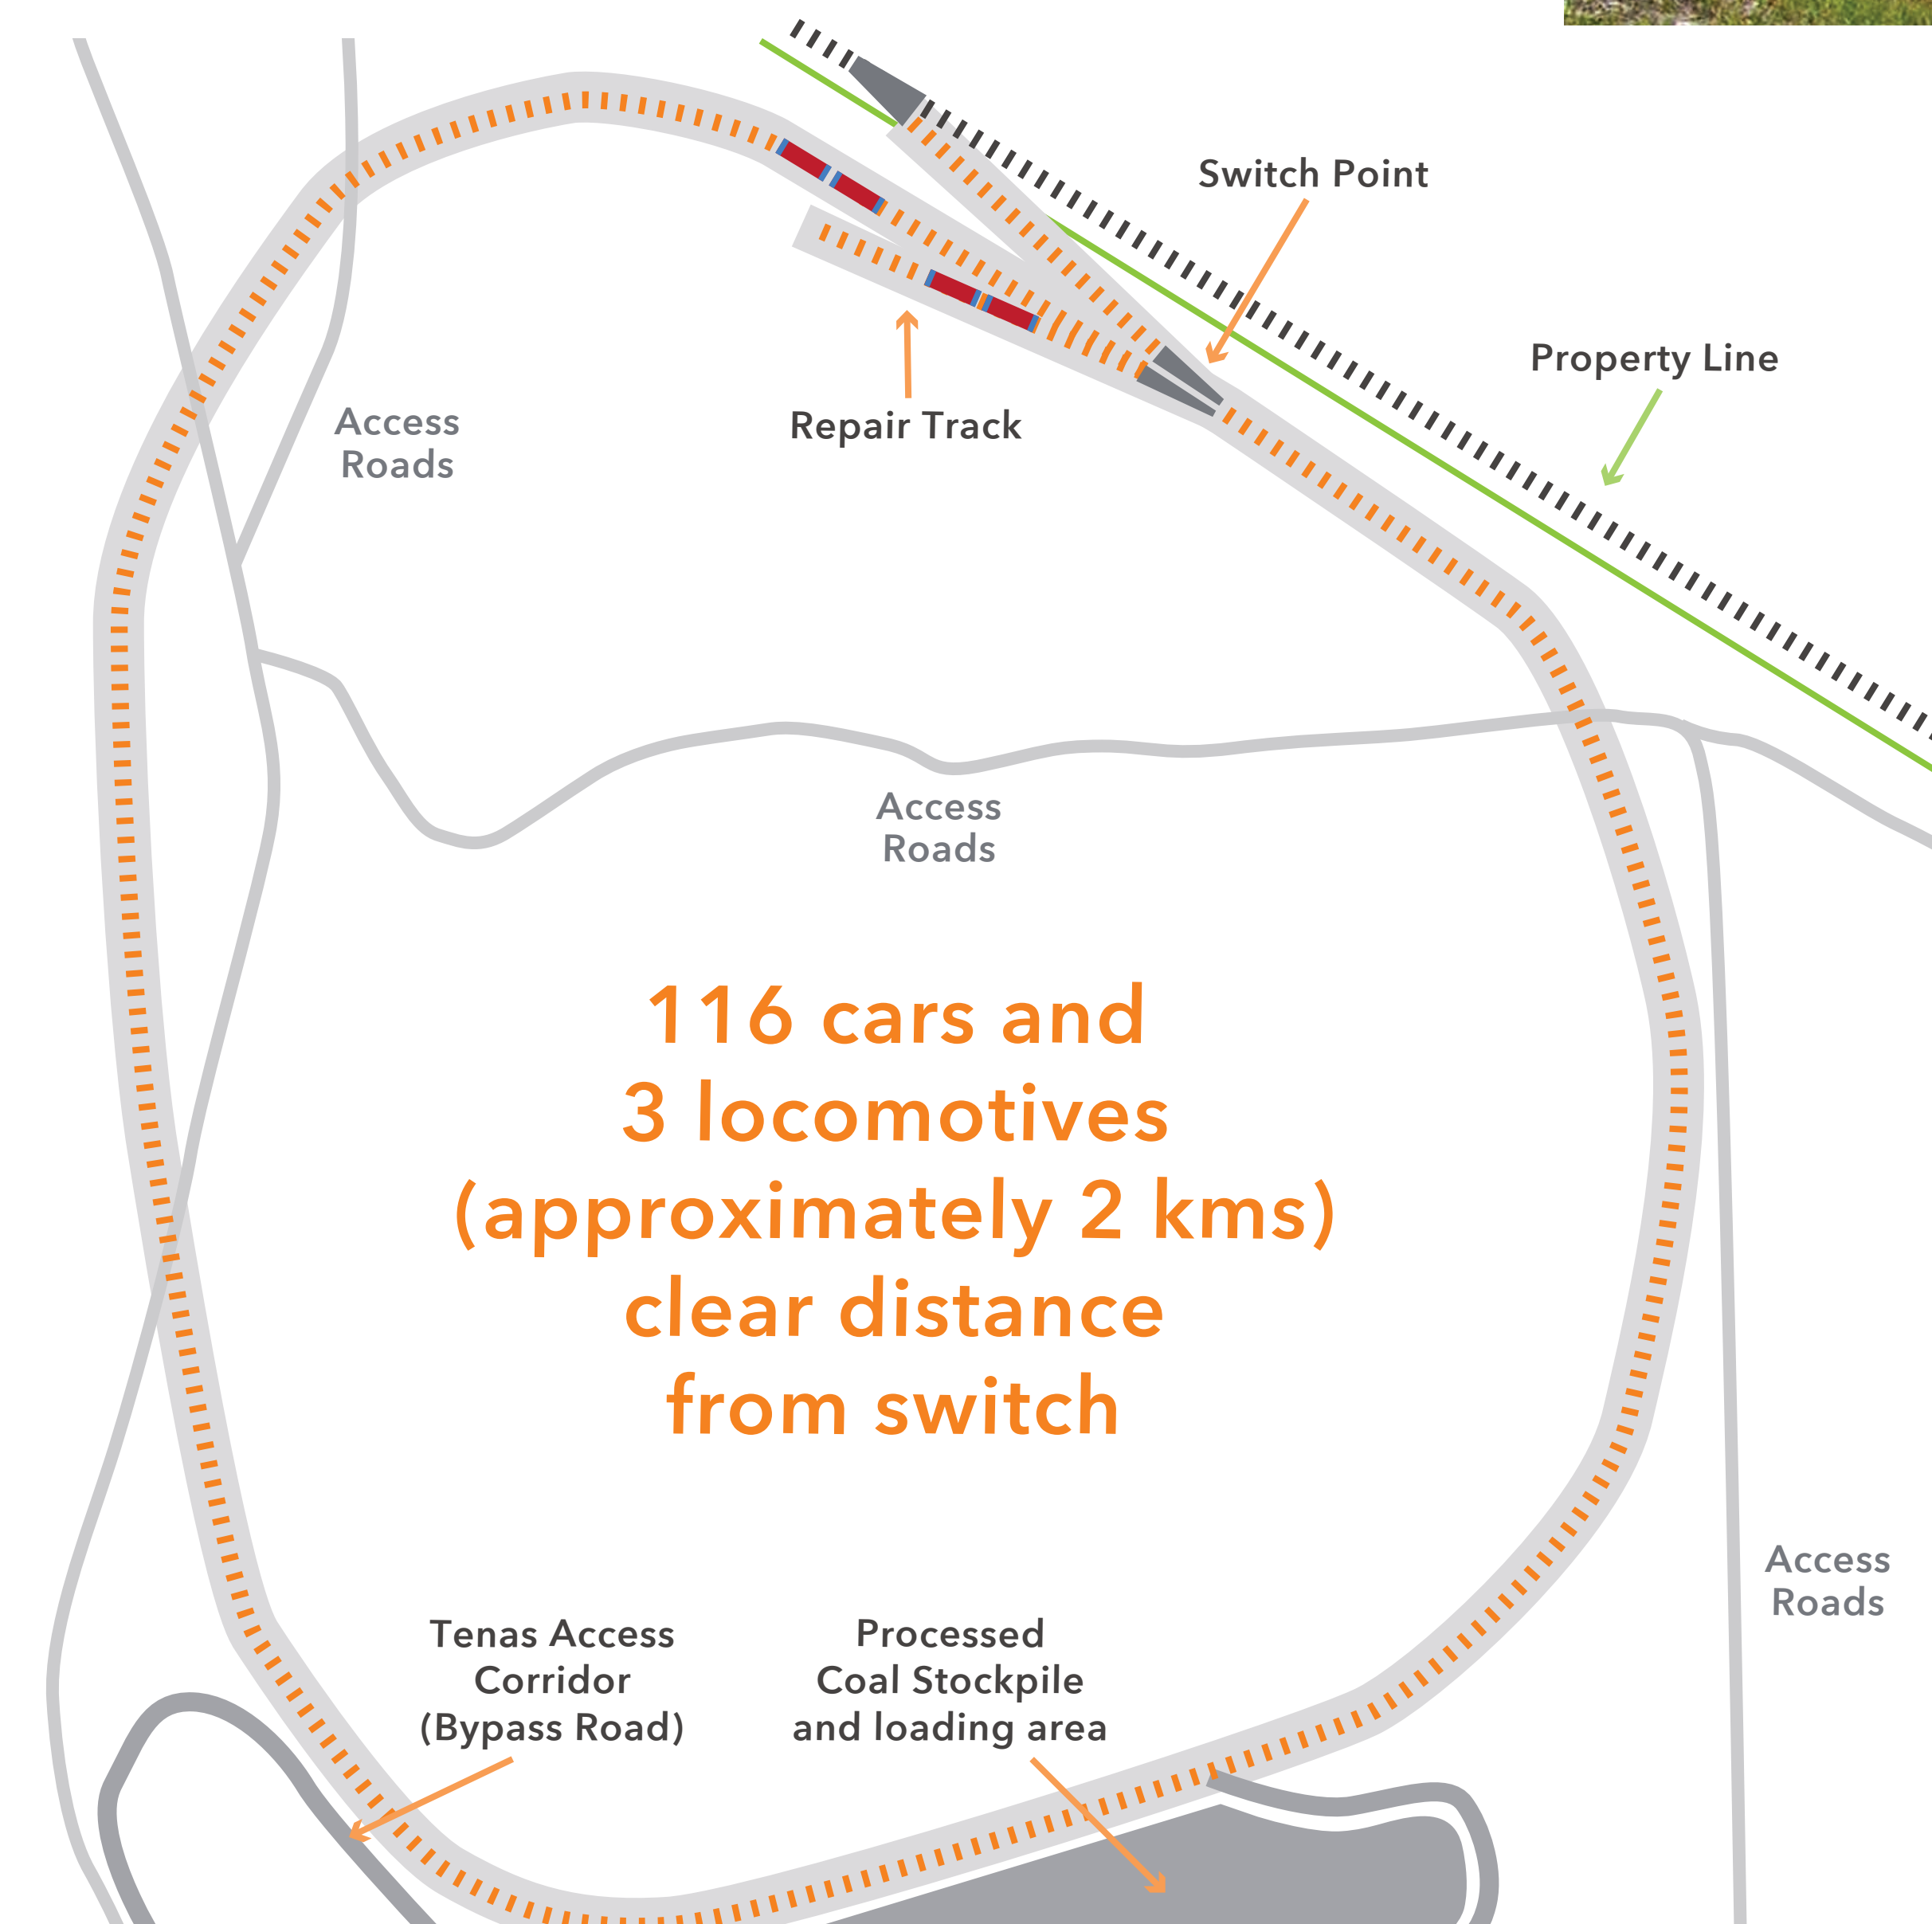 Switch Point
Property Line
Repair Track
Access
Roads
Access
Roads
116 cars and
3 locomotives
(approximately 2 kms)
clear distance
from switch
Access
Roads
Tenas Access
Corridor
(Bypass Road)
Processed
Coal Stockpile
and loading area